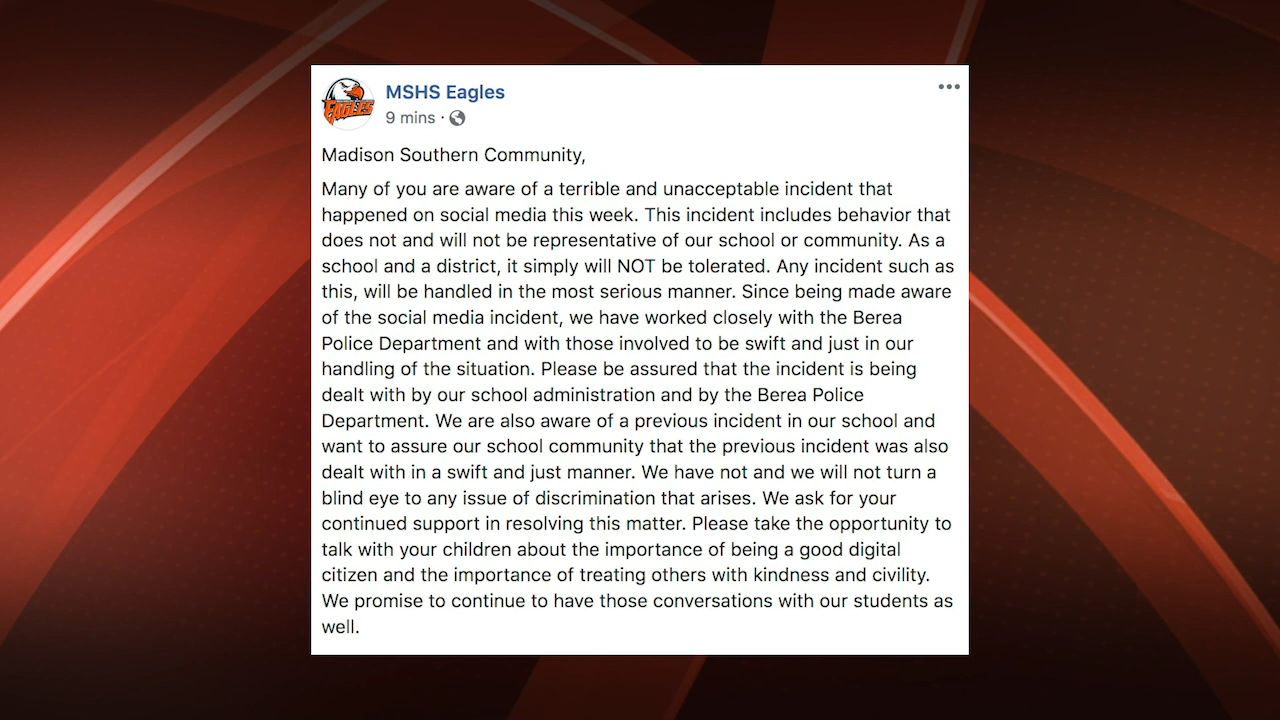 EAGLES
MSHS Eagles
9 mins ·
Madison Southern Community,
Many of you are aware of a terrible and unacceptable incident that
happened on social media this week. This incident includes behavior that
does not and will not be representative of our school or community. As a
school and a district, it simply will NOT be tolerated. Any incident such as
this, will be handled in the most serious manner. Since being made aware
of the social media incident, we have worked closely with the Berea
Police Department and with those involved to be swift and just in our
handling of the situation. Please be assured that the incident is being
dealt with by our school administration and by the Berea Police
Department. We are also aware of a previous incident in our school and
want to assure our school community that the previous incident was also
dealt with in a swift and just manner. We have not and we will not turn a
blind eye to any issue of discrimination that arises. We ask for your
continued support in resolving this matter. Please take the opportunity to
talk with your children about the importance of being a good digital
citizen and the importance of treating others with kindness and civility.
We promise to continue to have those conversations with our students as
well.